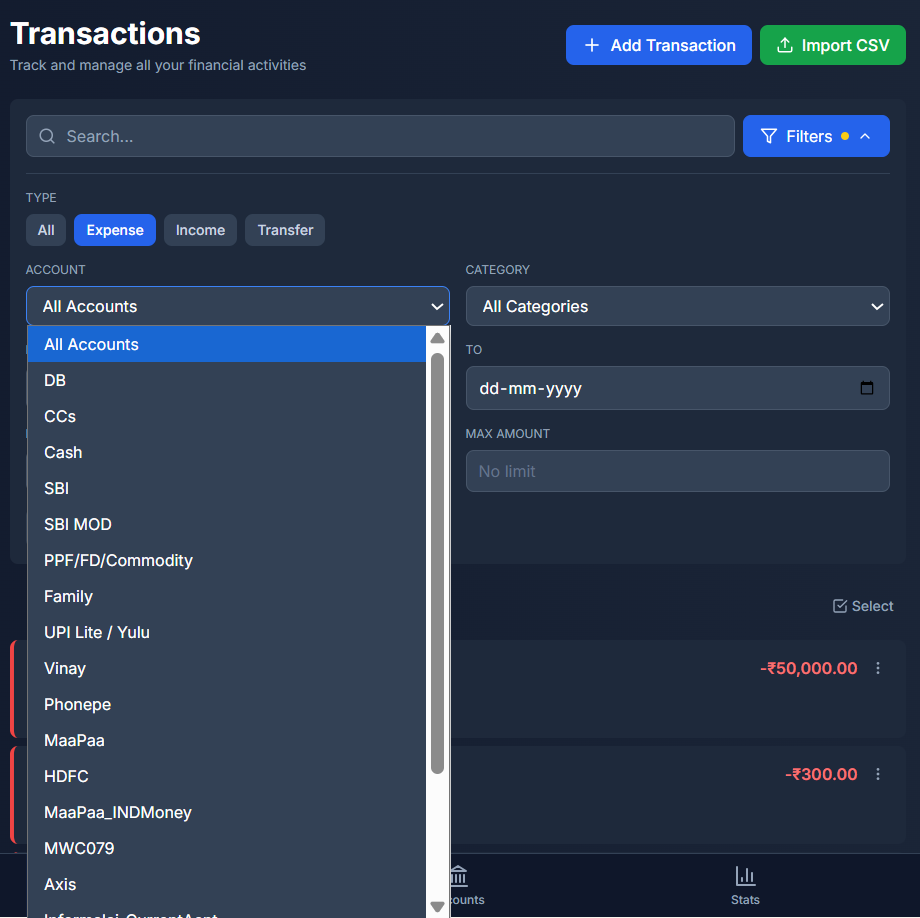 Transactions
Track and manage all your financial activities
Add Transaction
Import CSV
Search...
Filters
TYPE
All
Expense
Income
Transfer
ACCOUNT
CATEGORY
All Accounts
All Categories
All Accounts
DB
CCs
Cash
SBI
SBI MOD
PPF/FD/Commodity
Family
UPI Lite / Yulu
Vinay
Phonepe
MaaPaa
HDFC
MaaPaa_INDMoney
MWC079
Axis
TO
dd-mm-yyyy
MAX AMOUNT
No limit
Select
-₹50,000.00
-₹300.00
counts
Stats